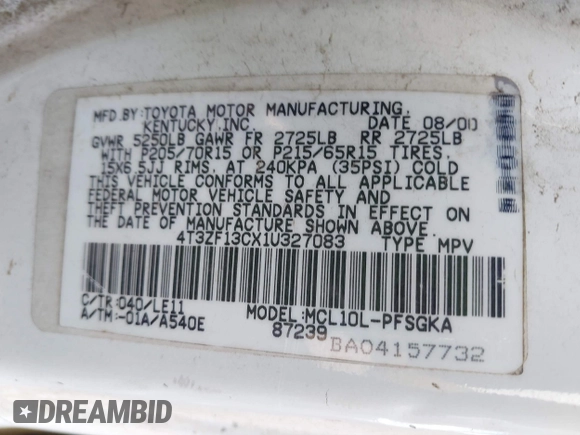 MFD.BY:TOYOTA MOTOR MANUFACTURING,
KENTUCKY,INC. DATE 08/00
GVWR 5250LB GAWR FR 2725LB RR 2725LB
WITH P205/70R15 OR P215/65R15 TIRES,
15X6.5JJ RIMS, AT 240KPA (35PSI) COLD
THIS VEHICLE CONFORMS TO ALL APPLICABLE
FEDERAL MOTOR VEHICLE SAFETY AND
THEFT PREVENTION STANDARDS IN EFFECT ON
THE DATE OF MANUFACTURE SHOWN ABOVE.
4T3ZF13CX1U327083 TYPE MPV
C/TR:040/LE11 MODEL:MCL10L-PFSGKA
A/TM:-01A/A540E 87239
BA04157732
DREAMBID